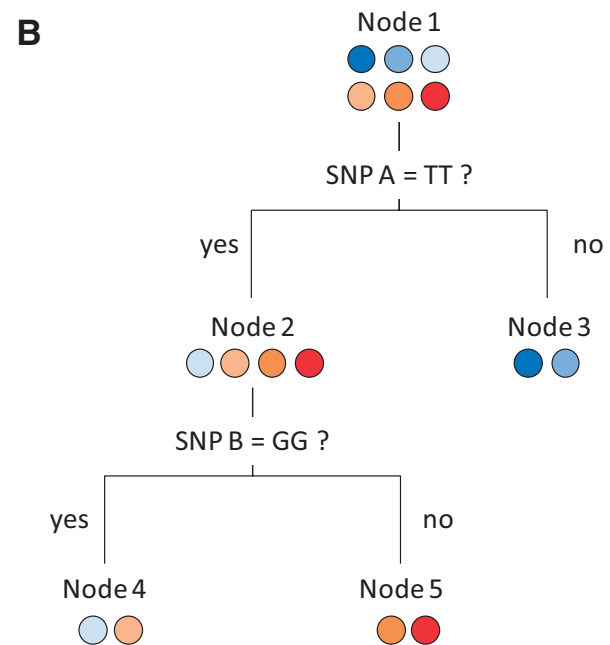 B
Node 1
SNP A = TT ?
yes
no
Node 2
Node 3
SNP B = GG ?
yes
no
Node 4
Node 5